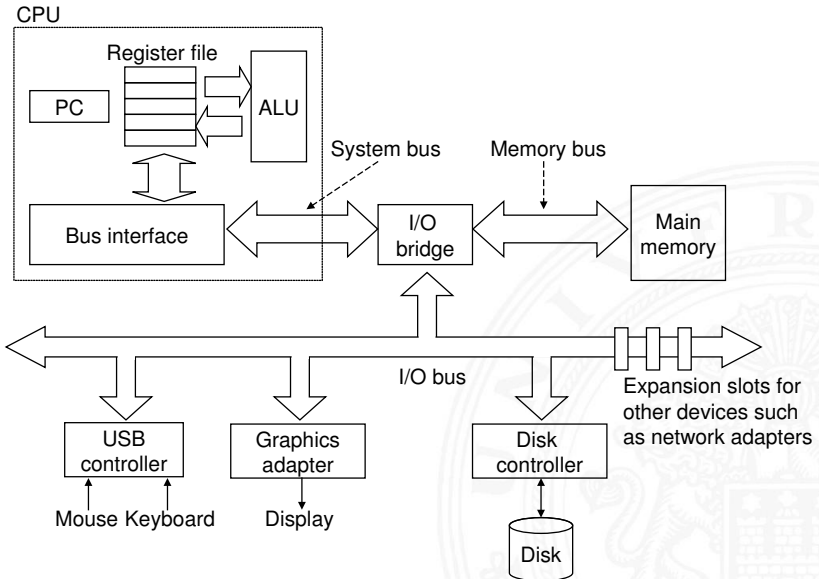 CPU
Register file
PC
ALU
System bus
Memory bus
Bus interface
I/O
bridge
Main
memory
I/O bus
Expansion slots for
other devices such
as network adapters
USB
controller
Graphics
adapter
Disk
controller
Mouse Keyboard
Display
Disk
UNIVER